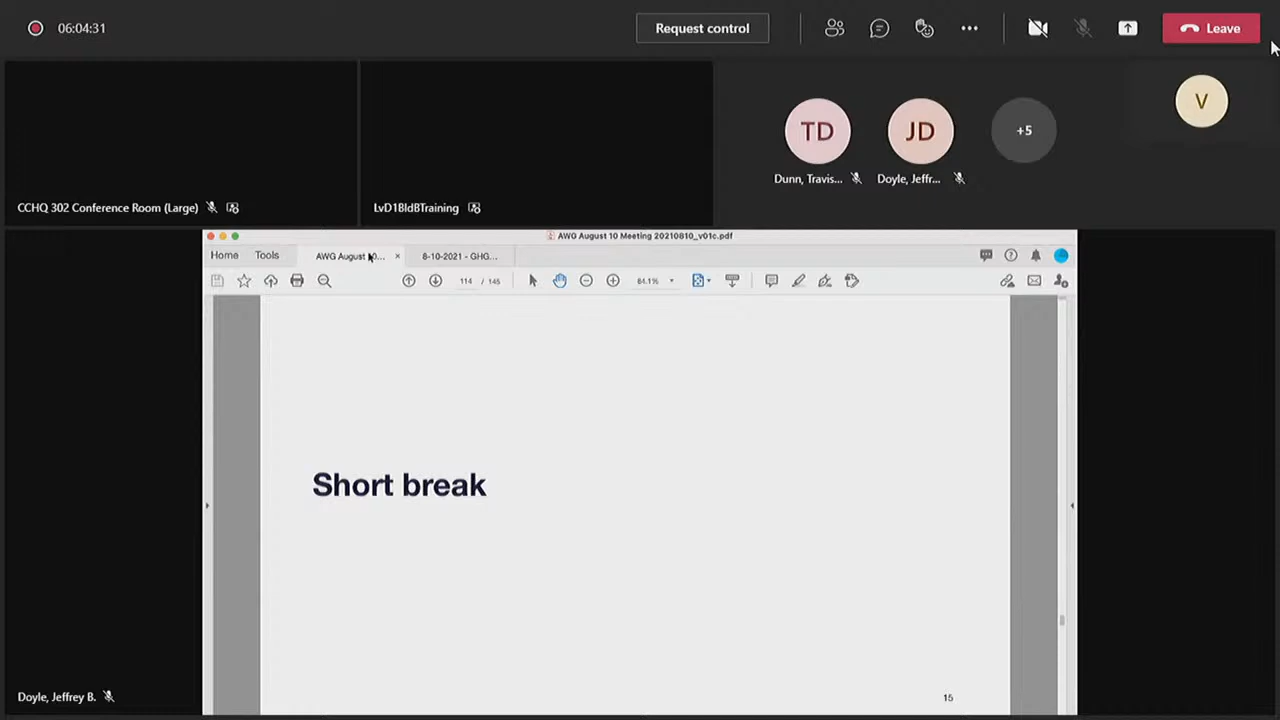 06:04:31
Request control
Leave
V
TD
JD
+5
Dunn, Travis...
Doyle, Jeffr...
CCHQ 302 Conference Room (Large)
LvD1BldBTraining
AWG August 10 Meeting 20210810_v01c.pdf
Home
Tools
AWG August 10...
8-10-2021 - GHG...
114 / 145
84.1%
Short break
15
Doyle, Jeffrey B.